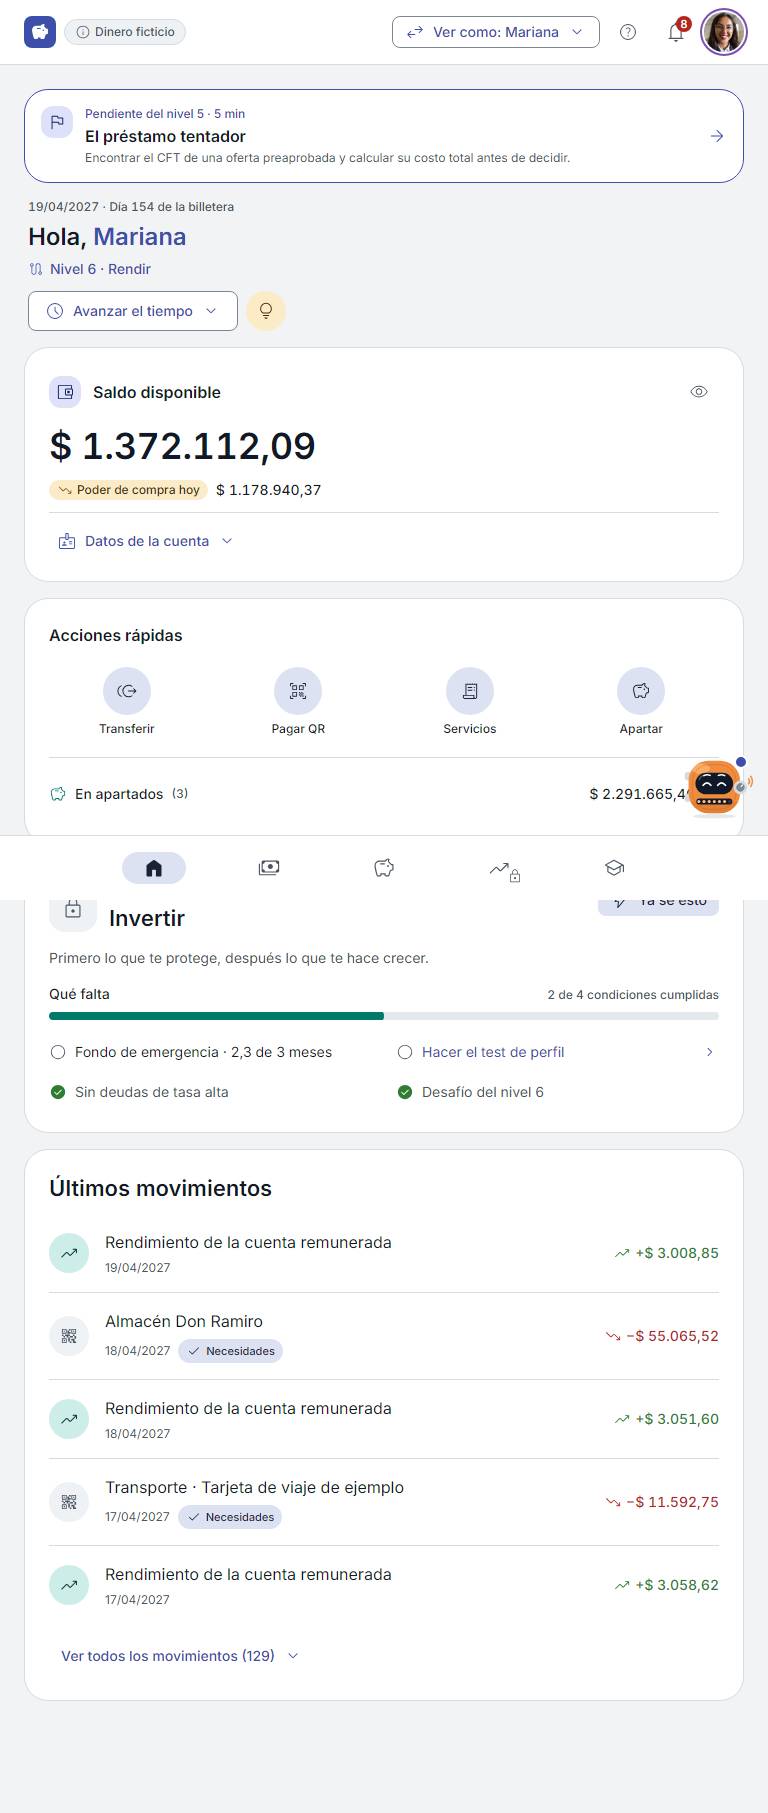 Dinero ficticio
Ver como: Mariana
8
Pendiente del nivel 5 · 5 min
El préstamo tentador
Encontrar el CFT de una oferta preaprobada y calcular su costo total antes de decidir.
19/04/2027 · Día 154 de la billetera
Hola, Mariana
Nivel 6 · Rendir
Avanzar el tiempo
Saldo disponible
$ 1.372.112,09
Poder de compra hoy $ 1.178.940,37
Datos de la cuenta
Acciones rápidas
Transferir
Pagar QR
Servicios
Apartar
En apartados (3)
$ 2.291.665,4
Invertir
Ya sé esto
Primero lo que te protege, después lo que te hace crecer.
Qué falta
2 de 4 condiciones cumplidas
Fondo de emergencia · 2,3 de 3 meses
Hacer el test de perfil
Sin deudas de tasa alta
Desafío del nivel 6
Últimos movimientos
Rendimiento de la cuenta remunerada
19/04/2027
+$ 3.008,85
Almacén Don Ramiro
18/04/2027 Necesidades
−$ 55.065,52
Rendimiento de la cuenta remunerada
18/04/2027
+$ 3.051,60
Transporte · Tarjeta de viaje de ejemplo
17/04/2027 Necesidades
−$ 11.592,75
Rendimiento de la cuenta remunerada
17/04/2027
+$ 3.058,62
Ver todos los movimientos (129)